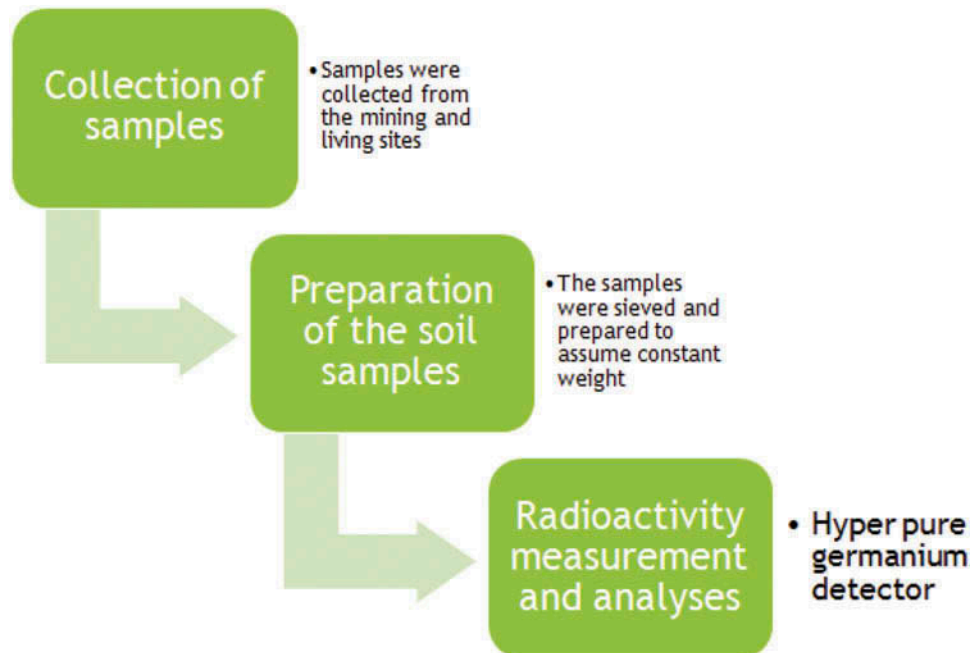 Collection of
samples
• Samples were
collected from
the mining and
living sites
Preparation
of the soil
samples
• The samples
were sieved and
prepared to
assume constant
weight
Radioactivity
measurement
and analyses
• Hyper pure
germanium
detector